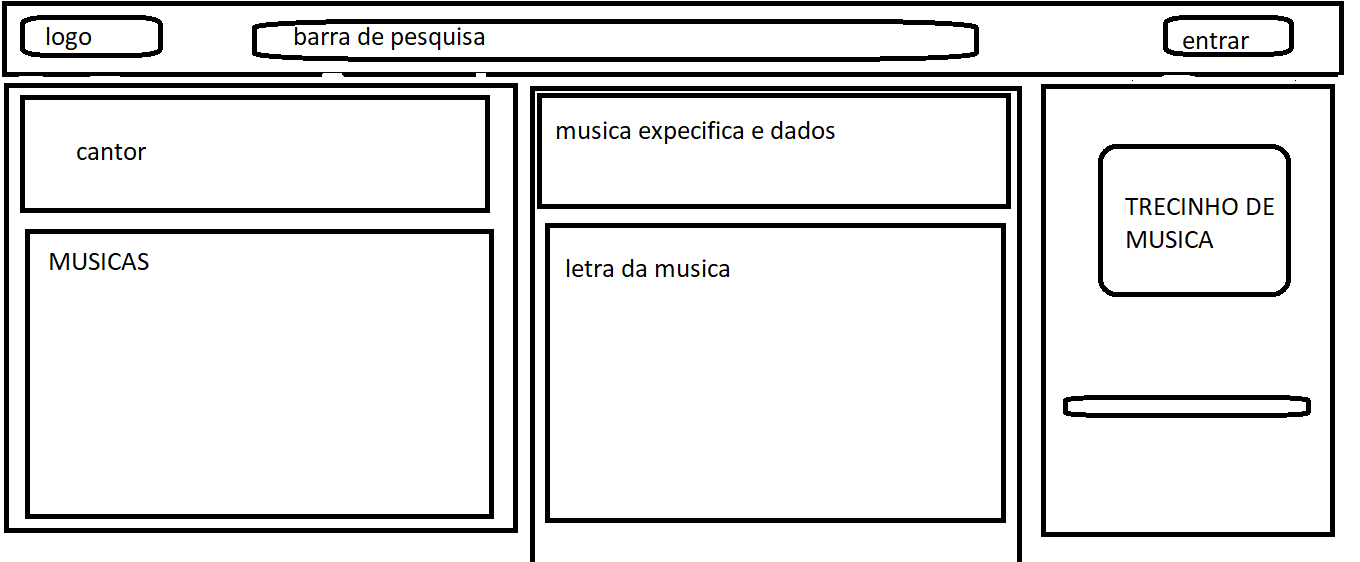 logo
barra de pesquisa
entrar
cantor
MUSICAS
musica expecifica e dados
letra da musica
TRECINHO DE
MUSICA